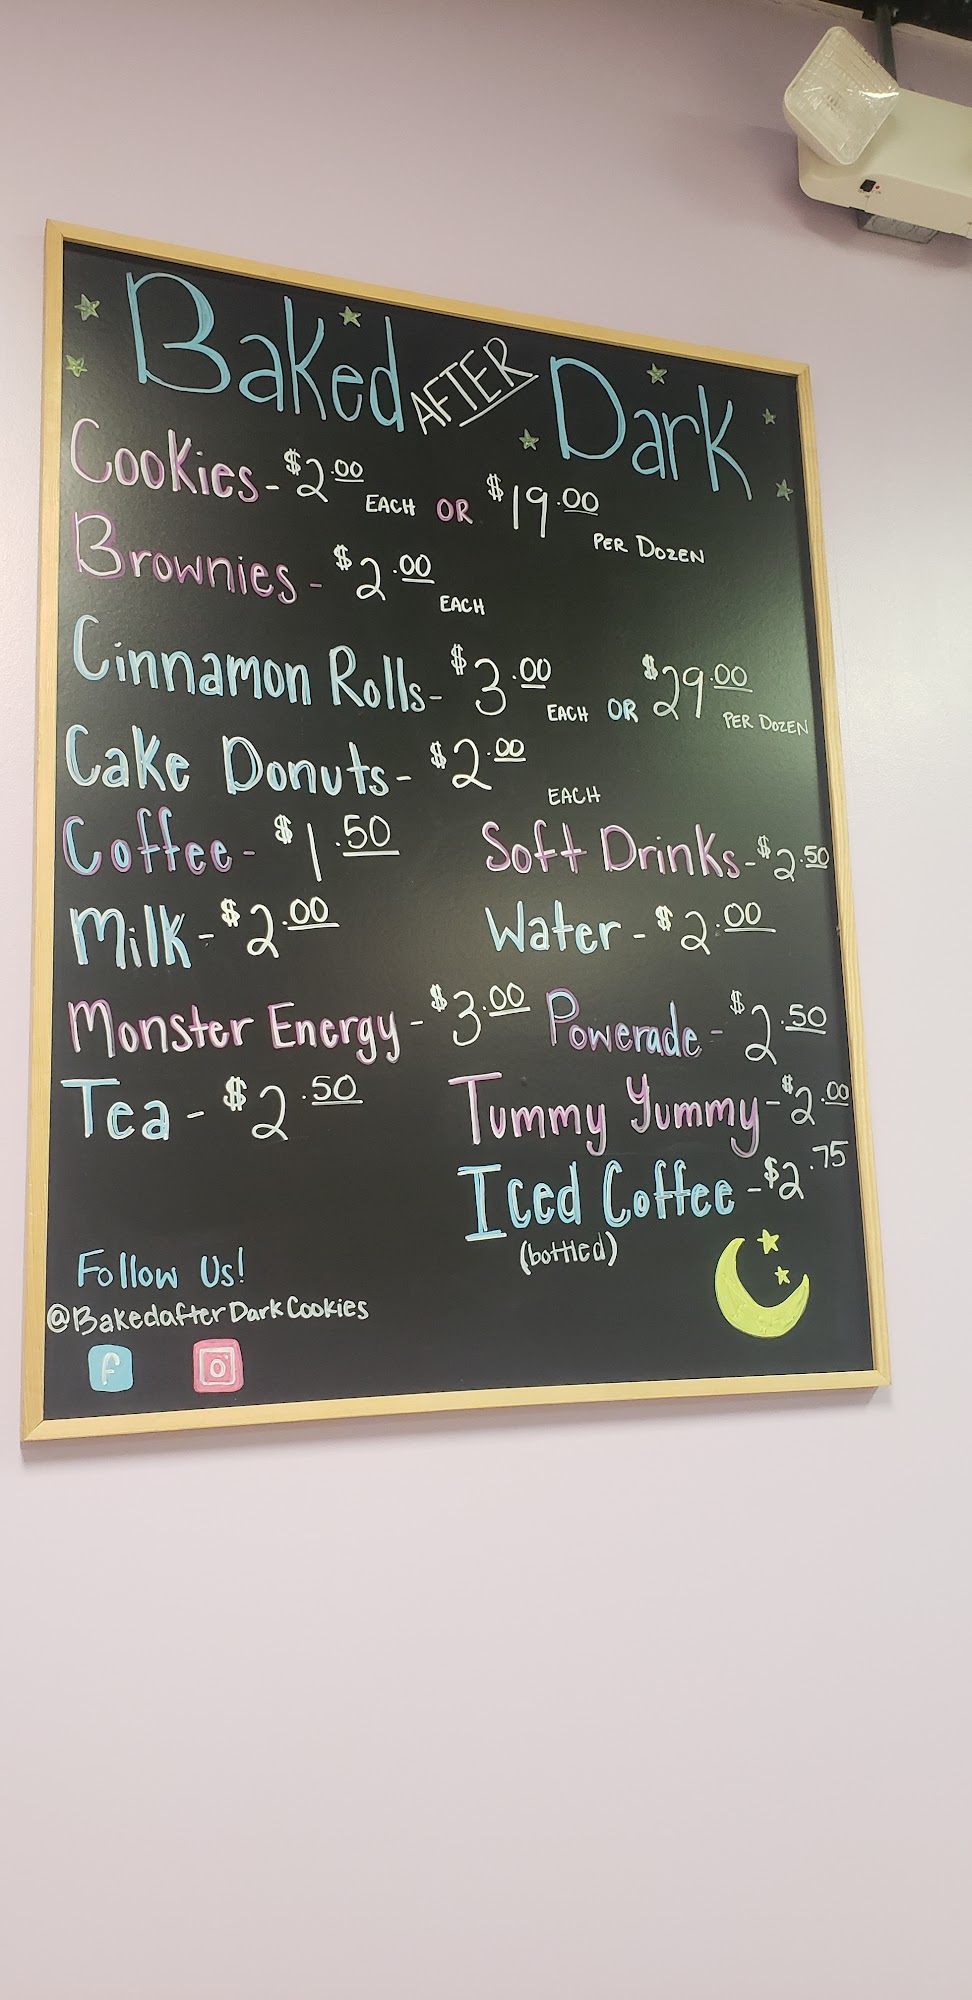 Baked AFTER Dark
Cookies - $2.00 EACH OR $19.00 PER DOZEN
Brownies - $2.00 EACH
Cinnamon Rolls - $3.00 EACH OR $29.00 PER DOZEN
Cake Donuts - $2.00 EACH
Coffee - $1.50 Soft Drinks - $2.50
Milk - $2.00 Water - $2.00
Monster Energy - $3.00 Powerade - $2.50
Tea - $2.50 Tummy Yummy - $2.00
Iced Coffee - $2.75
(bottled)
Follow Us!
@BakedafterDarkCookies
f